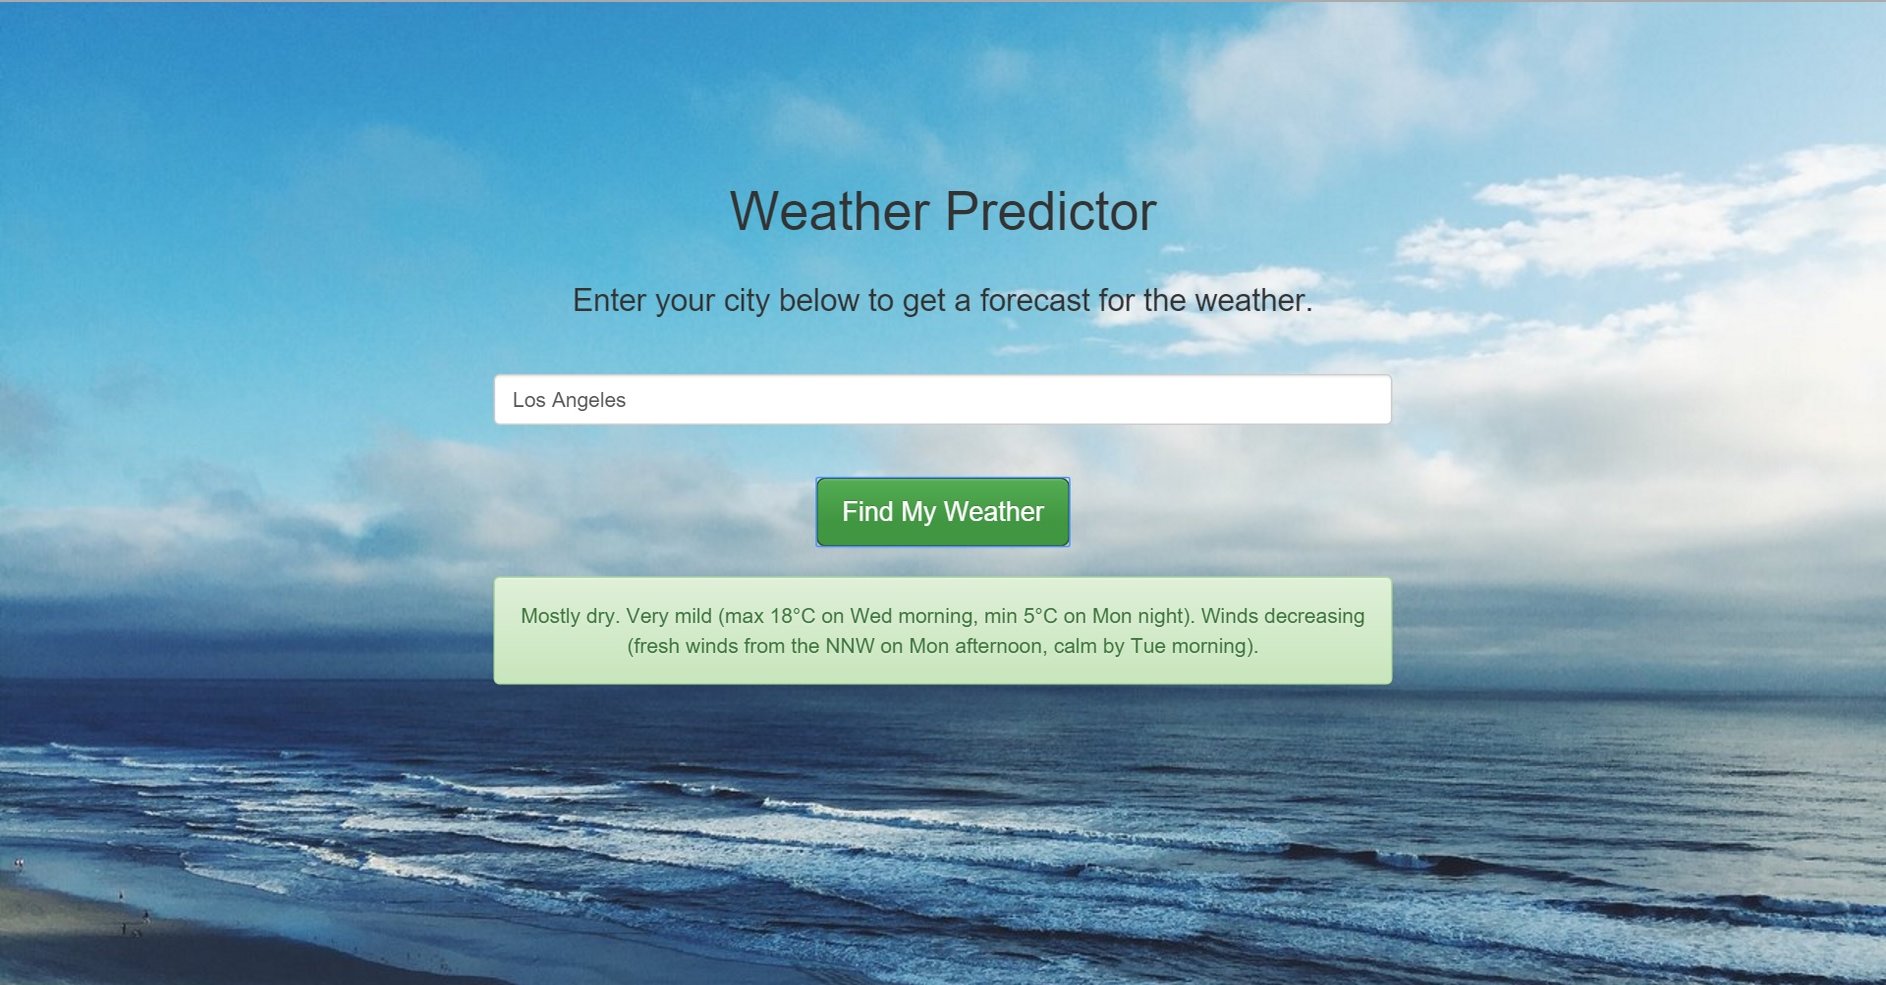 Weather Predictor
Enter your city below to get a forecast for the weather.
Los Angeles
Find My Weather
Mostly dry. Very mild (max 18°C on Wed morning, min 5°C on Mon night). Winds decreasing
(fresh winds from the NNW on Mon afternoon, calm by Tue morning).